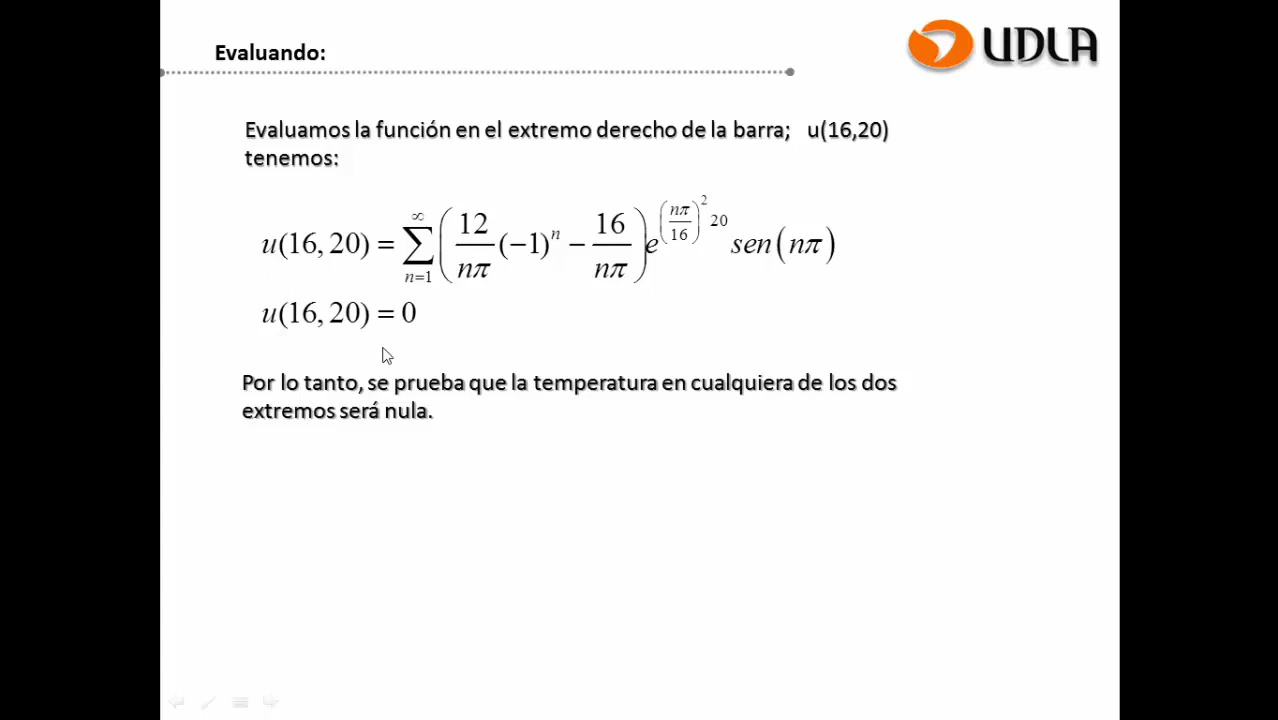 Evaluando:
UDLA
Evaluamos la función en el extremo derecho de la barra; u(16,20)
tenemos:
u(16, 20) = ∑_{n=1}^{∞} (12/nπ (−1)^n − 16/nπ) e^{(nπ/16)^2 20} sen(nπ)
u(16, 20) = 0
Por lo tanto, se prueba que la temperatura en cualquiera de los dos
extremos será nula.